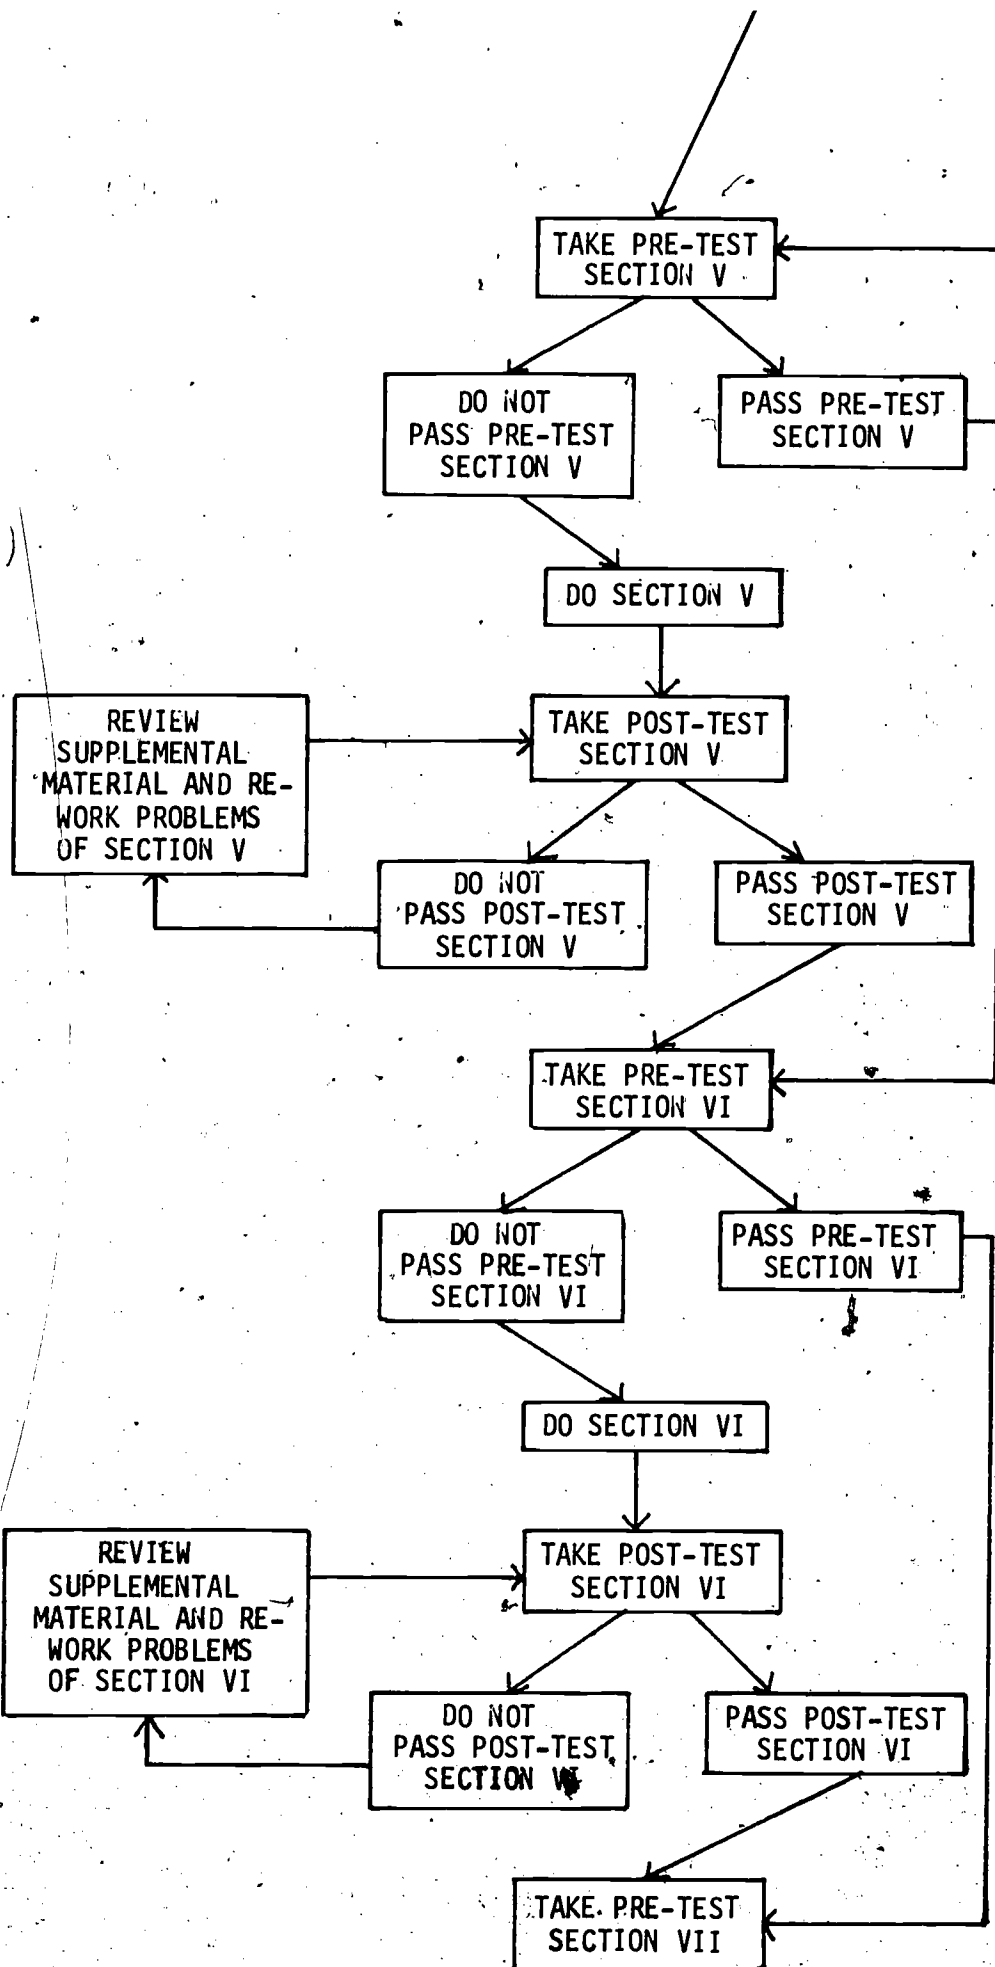 TAKE PRE-TEST
SECTION V
DO NOT
PASS PRE-TEST
SECTION V
PASS PRE-TEST
SECTION V
DO SECTION V
REVIEW
SUPPLEMENTAL
MATERIAL AND RE-
WORK PROBLEMS
OF SECTION V
TAKE POST-TEST
SECTION V
DO NOT
PASS POST-TEST
SECTION V
PASS POST-TEST
SECTION V
TAKE PRE-TEST
SECTION VI
DO NOT
PASS PRE-TEST
SECTION VI
PASS PRE-TEST
SECTION VI
DO SECTION VI
REVIEW
SUPPLEMENTAL
MATERIAL AND RE-
WORK PROBLEMS
OF SECTION VI
TAKE POST-TEST
SECTION VI
DO NOT
PASS POST-TEST
SECTION VI
PASS POST-TEST
SECTION VI
TAKE PRE-TEST
SECTION VII